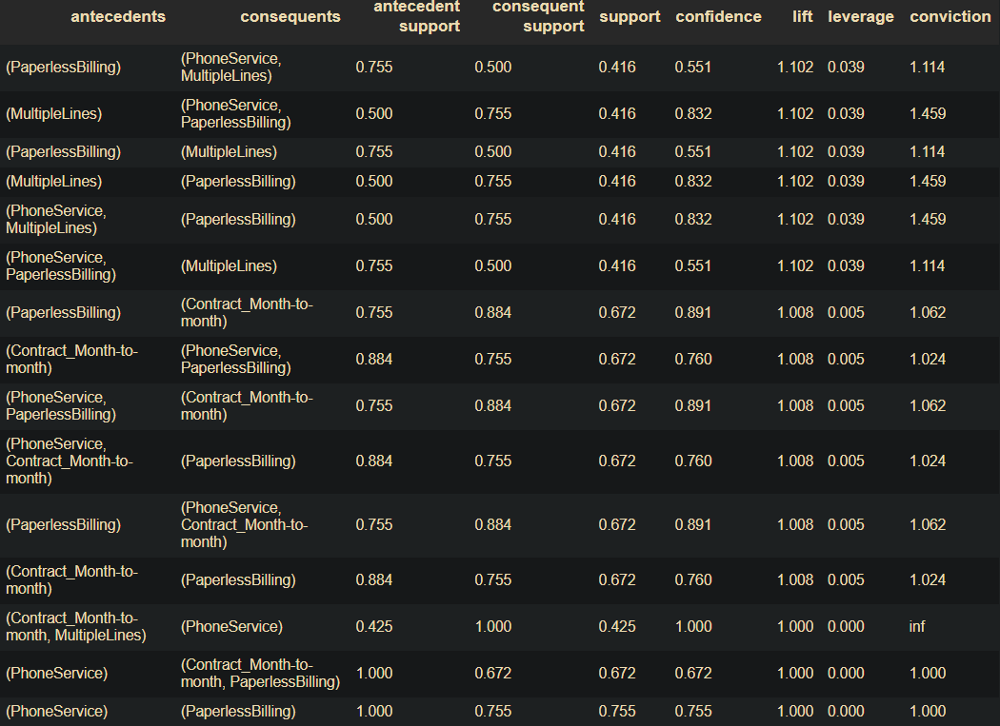 antecedents consequents antecedent support consequent support support confidence lift leverage conviction
(PaperlessBilling) (PhoneService, MultipleLines) 0.755 0.500 0.416 0.551 1.102 0.039 1.114
(MultipleLines) (PhoneService, PaperlessBilling) 0.500 0.755 0.416 0.832 1.102 0.039 1.459
(PaperlessBilling) (MultipleLines) 0.755 0.500 0.416 0.551 1.102 0.039 1.114
(MultipleLines) (PaperlessBilling) 0.500 0.755 0.416 0.832 1.102 0.039 1.459
(PhoneService, MultipleLines) (PaperlessBilling) 0.500 0.755 0.416 0.832 1.102 0.039 1.459
(PhoneService, PaperlessBilling) (MultipleLines) 0.755 0.500 0.416 0.551 1.102 0.039 1.114
(PaperlessBilling) (Contract_Month-to-month) 0.755 0.884 0.672 0.891 1.008 0.005 1.062
(Contract_Month-to-month) (PhoneService, PaperlessBilling) 0.884 0.755 0.672 0.760 1.008 0.005 1.024
(PhoneService, PaperlessBilling) (Contract_Month-to-month) 0.755 0.884 0.672 0.891 1.008 0.005 1.062
(PhoneService, Contract_Month-to-month) (PaperlessBilling) 0.884 0.755 0.672 0.760 1.008 0.005 1.024
(PaperlessBilling) (PhoneService, Contract_Month-to-month) 0.755 0.884 0.672 0.891 1.008 0.005 1.062
(Contract_Month-to-month) (PaperlessBilling) 0.884 0.755 0.672 0.760 1.008 0.005 1.024
(Contract_Month-to-month, MultipleLines) (PhoneService) 0.425 1.000 0.425 1.000 1.000 0.000 inf
(PhoneService) (Contract_Month-to-month, PaperlessBilling) 1.000 0.672 0.672 0.672 1.000 0.000 1.000
(PhoneService) (PaperlessBilling) 1.000 0.755 0.755 0.755 1.000 0.000 1.000